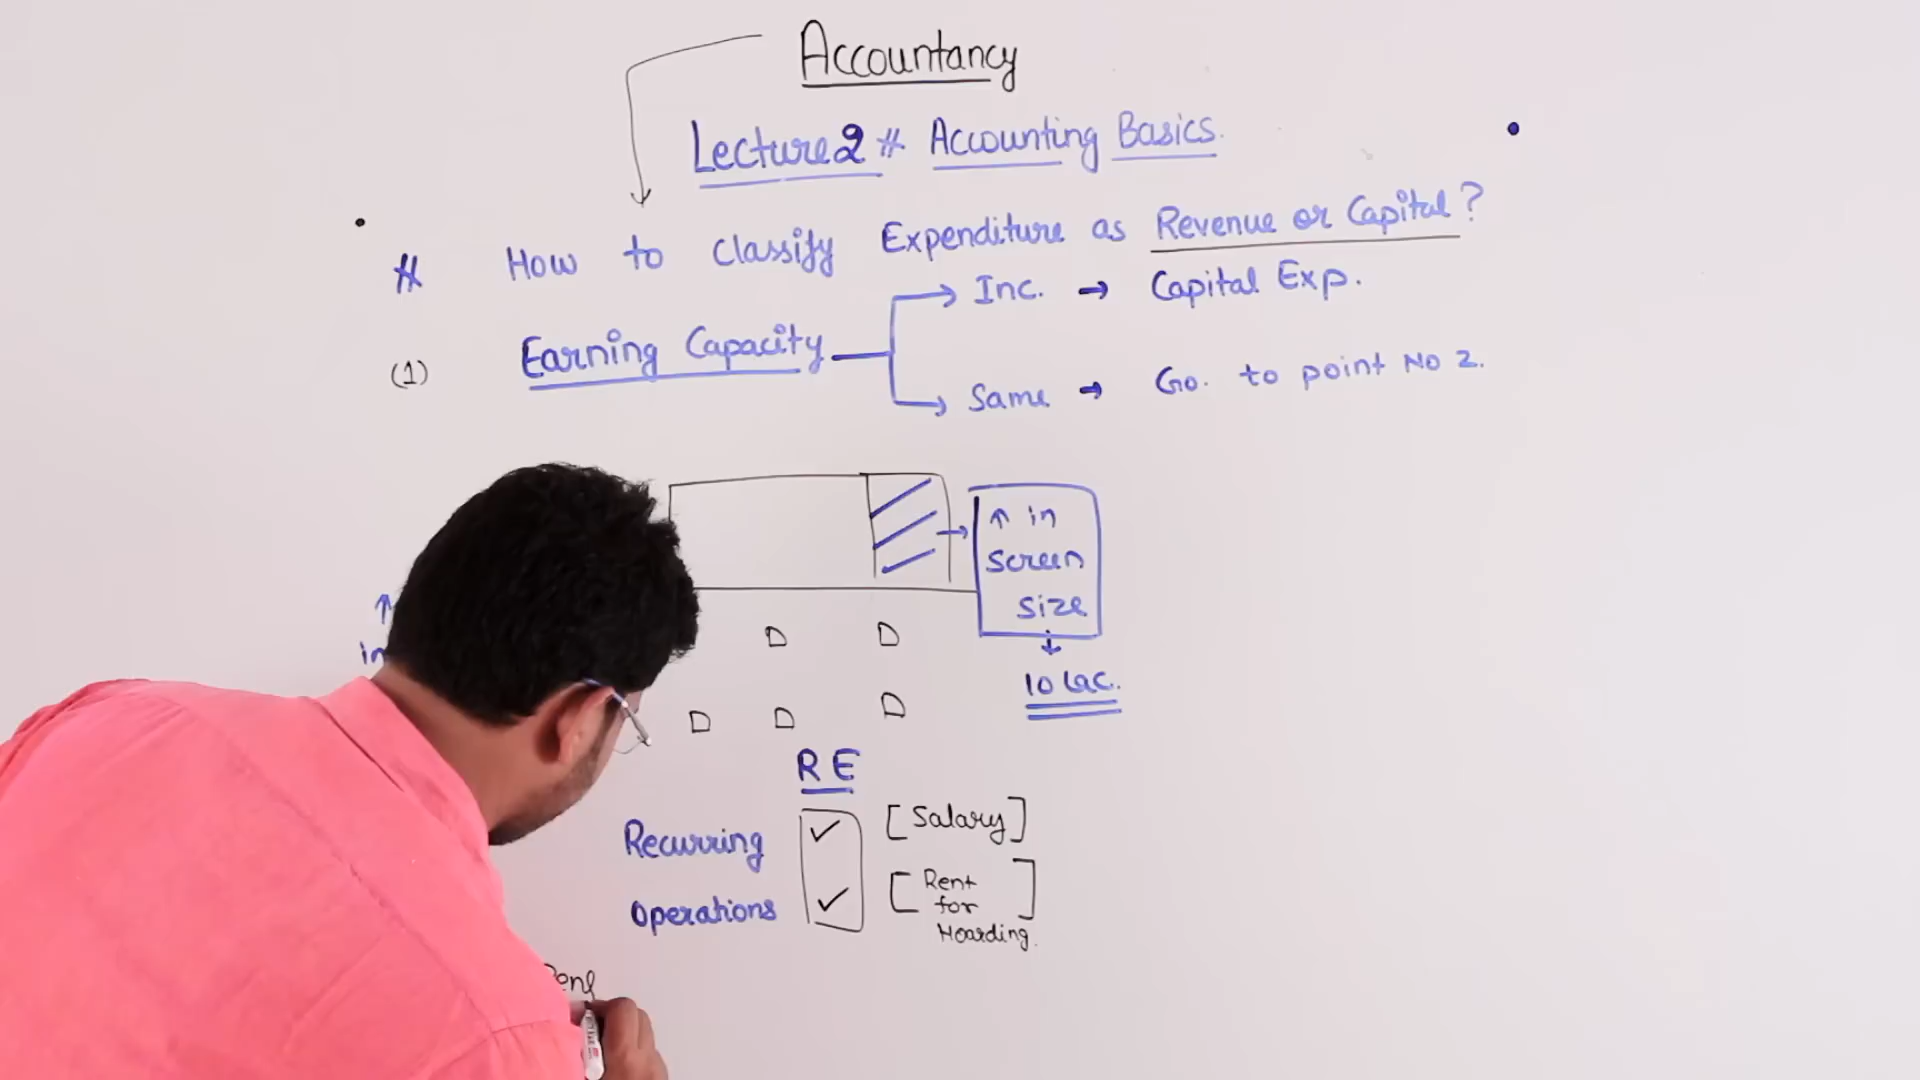 Accountancy
Lecture 2 # Accounting Basics.
# How to Classify Expenditure as Revenue or Capital?
(1) Earning Capacity → Inc. → Capital Exp.
→ Same → Go. to point No 2.
↑ in
Screen
size
↓
10 Lac.
↑
in
D D
D D D
R E
Recurring ✓ [Salary]
Operations ✓ [Rent
for
Hoarding.]